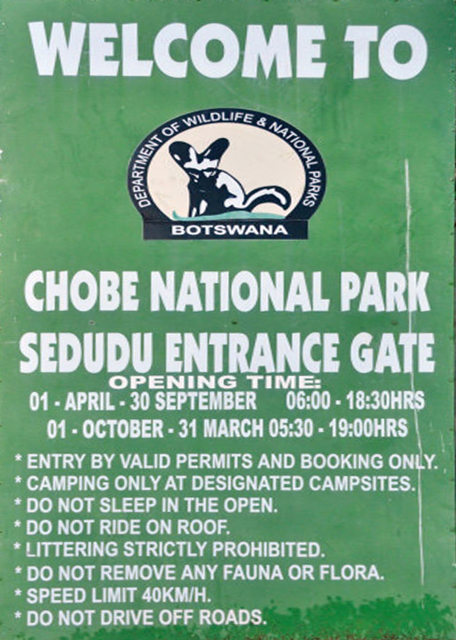 WELCOME TO
DEPARTMENT OF WILDLIFE & NATIONAL PARKS
BOTSWANA
CHOBE NATIONAL PARK
SEDUDU ENTRANCE GATE
OPENING TIME:
01 - APRIL - 30 SEPTEMBER 06:00 - 18:30HRS
01 - OCTOBER - 31 MARCH 05:30 - 19:00HRS
* ENTRY BY VALID PERMITS AND BOOKING ONLY.
* CAMPING ONLY AT DESIGNATED CAMPSITES.
* DO NOT SLEEP IN THE OPEN.
* DO NOT RIDE ON ROOF.
* LITTERING STRICTLY PROHIBITED.
* DO NOT REMOVE ANY FAUNA OR FLORA.
* SPEED LIMIT 40KM/H.
* DO NOT DRIVE OFF ROADS.